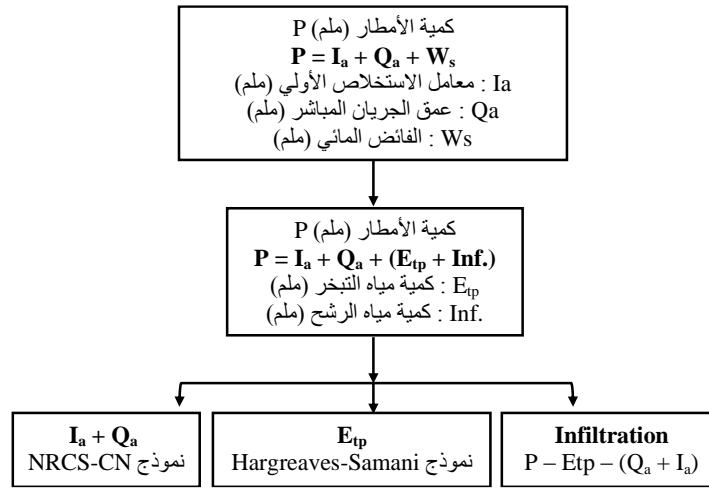 كمية الأمطار (ملم) P
P = Ia + Qa + Ws
Ia : معامل الاستخلاص الأولي (ملم)
Qa : عمق الجريان المباشر (ملم)
Ws : الفائض المائي (ملم)
كمية الأمطار (ملم) P
P = Ia + Qa + (Etp + Inf.)
Etp : كمية مياه التبخر (ملم)
Inf. : كمية مياه الرشح (ملم)
Ia + Qa
نموذج NRCS-CN
Etp
نموذج Hargreaves-Samani
Infiltration
P – Etp – (Qa + Ia)